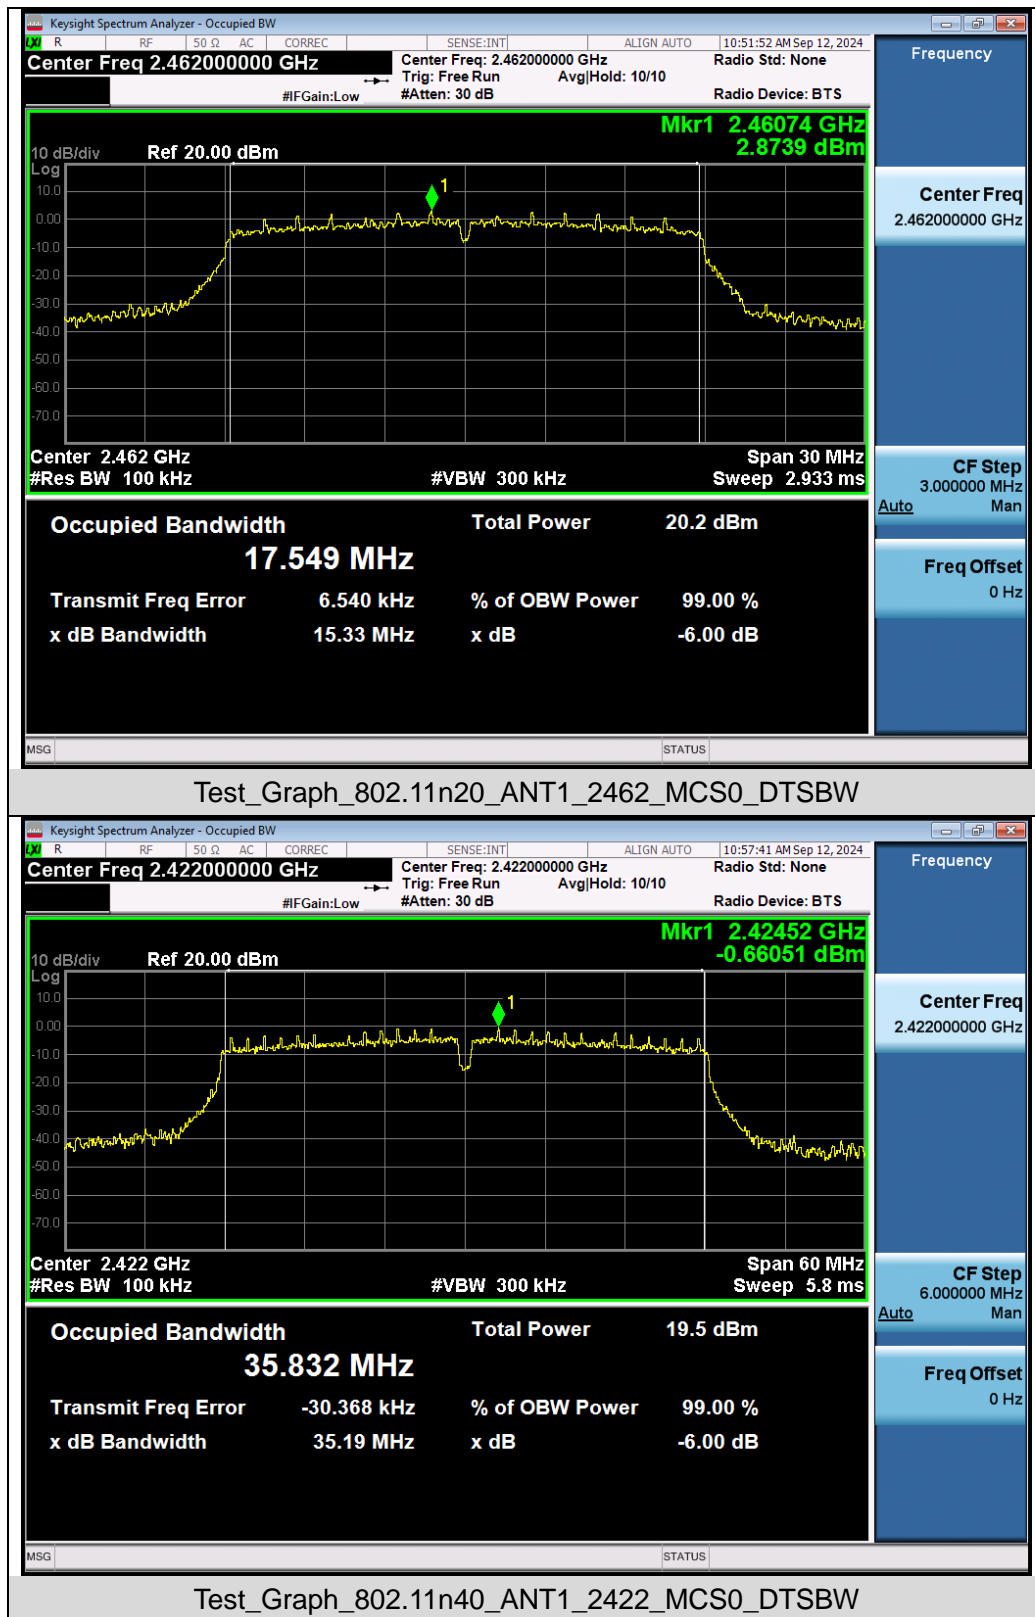 Keysight Spectrum Analyzer - Occupied BW
LXI R RF 50 Ω AC CORREC SENSE:INT ALIGN AUTO 10:51:52 AM Sep 12, 2024
Center Freq 2.462000000 GHz Center Freq: 2.462000000 GHz Radio Std: None
Trig: Free Run Avg|Hold: 10/10
#IFGain:Low #Atten: 30 dB Radio Device: BTS
Frequency
Mkr1 2.46074 GHz
2.8739 dBm
10 dB/div Ref 20.00 dBm
Log
10.0
0.00
-10.0
-20.0
-30.0
-40.0
-50.0
-60.0
-70.0
1
Center 2.462 GHz Span 30 MHz
#Res BW 100 kHz #VBW 300 kHz Sweep 2.933 ms
Center Freq
2.462000000 GHz
CF Step
3.000000 MHz
Auto Man
Freq Offset
0 Hz
Occupied Bandwidth Total Power 20.2 dBm
17.549 MHz
Transmit Freq Error 6.540 kHz % of OBW Power 99.00 %
x dB Bandwidth 15.33 MHz x dB -6.00 dB
MSG STATUS
Test_Graph_802.11n20_ANT1_2462_MCS0_DTSBW
Keysight Spectrum Analyzer - Occupied BW
LXI R RF 50 Ω AC CORREC SENSE:INT ALIGN AUTO 10:57:41 AM Sep 12, 2024
Center Freq 2.422000000 GHz Center Freq: 2.422000000 GHz Radio Std: None
Trig: Free Run Avg|Hold: 10/10
#IFGain:Low #Atten: 30 dB Radio Device: BTS
Frequency
Mkr1 2.42452 GHz
-0.66051 dBm
10 dB/div Ref 20.00 dBm
Log
10.0
0.00
-10.0
-20.0
-30.0
-40.0
-50.0
-60.0
-70.0
1
Center 2.422 GHz Span 60 MHz
#Res BW 100 kHz #VBW 300 kHz Sweep 5.8 ms
Center Freq
2.422000000 GHz
CF Step
6.000000 MHz
Auto Man
Freq Offset
0 Hz
Occupied Bandwidth Total Power 19.5 dBm
35.832 MHz
Transmit Freq Error -30.368 kHz % of OBW Power 99.00 %
x dB Bandwidth 35.19 MHz x dB -6.00 dB
MSG STATUS
Test_Graph_802.11n40_ANT1_2422_MCS0_DTSBW